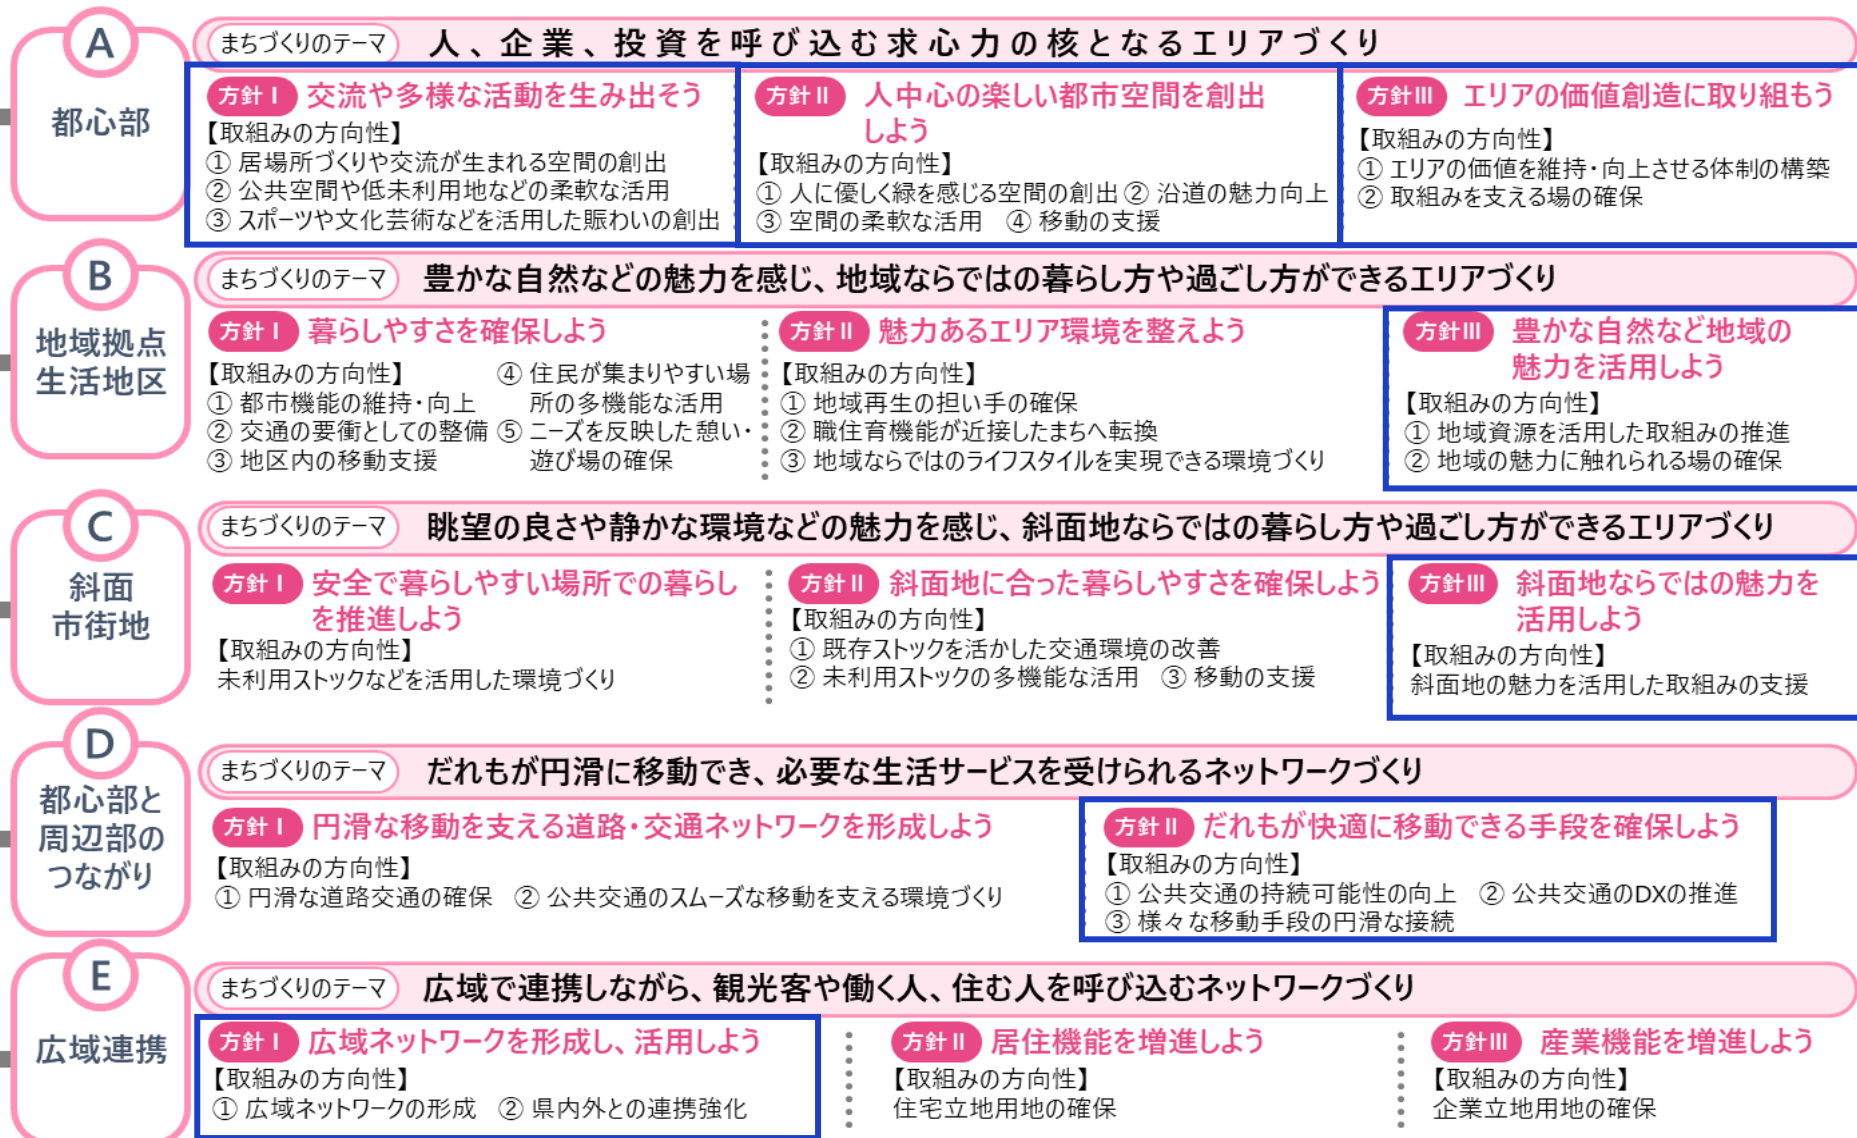 A
都心部
まちづくりのテーマ 人、企業、投資を呼び込む求心力の核となるエリアづくり
方針Ⅰ 交流や多様な活動を生み出そう
【取組みの方向性】
① 居場所づくりや交流が生まれる空間の創出
② 公共空間や低未利用地などの柔軟な活用
③ スポーツや文化芸術などを活用した賑わいの創出
方針Ⅱ 人中心の楽しい都市空間を創出
しよう
【取組みの方向性】
① 人に優しく緑を感じる空間の創出 ② 沿道の魅力向上
③ 空間の柔軟な活用 ④ 移動の支援
方針Ⅲ エリアの価値創造に取り組もう
【取組みの方向性】
① エリアの価値を維持・向上させる体制の構築
② 取組みを支える場の確保
B
地域拠点
生活地区
まちづくりのテーマ 豊かな自然などの魅力を感じ、地域ならではの暮らし方や過ごし方ができるエリアづくり
方針Ⅰ 暮らしやすさを確保しよう
【取組みの方向性】
① 都市機能の維持・向上
② 交通の要衝としての整備
③ 地区内の移動支援
④ 住民が集まりやすい場
所の多機能な活用
⑤ ニーズを反映した憩い・
遊び場の確保
方針Ⅱ 魅力あるエリア環境を整えよう
【取組みの方向性】
① 地域再生の担い手の確保
② 職住育機能が近接したまちへ転換
③ 地域ならではのライフスタイルを実現できる環境づくり
方針Ⅲ 豊かな自然など地域の
魅力を活用しよう
【取組みの方向性】
① 地域資源を活用した取組みの推進
② 地域の魅力に触れられる場の確保
C
斜面
市街地
まちづくりのテーマ 眺望の良さや静かな環境などの魅力を感じ、斜面地ならではの暮らし方や過ごし方ができるエリアづくり
方針Ⅰ 安全で暮らしやすい場所での暮らし
を推進しよう
【取組みの方向性】
未利用ストックなどを活用した環境づくり
方針Ⅱ 斜面地に合った暮らしやすさを確保しよう
【取組みの方向性】
① 既存ストックを活かした交通環境の改善
② 未利用ストックの多機能な活用 ③ 移動の支援
方針Ⅲ 斜面地ならではの魅力を
活用しよう
【取組みの方向性】
斜面地の魅力を活用した取組みの支援
D
都心部と
周辺部の
つながり
まちづくりのテーマ だれもが円滑に移動でき、必要な生活サービスを受けられるネットワークづくり
方針Ⅰ 円滑な移動を支える道路・交通ネットワークを形成しよう
【取組みの方向性】
① 円滑な道路交通の確保 ② 公共交通のスムーズな移動を支える環境づくり
方針Ⅱ だれもが快適に移動できる手段を確保しよう
【取組みの方向性】
① 公共交通の持続可能性の向上 ② 公共交通のDXの推進
③ 様々な移動手段の円滑な接続
E
広域連携
まちづくりのテーマ 広域で連携しながら、観光客や働く人、住む人を呼び込むネットワークづくり
方針Ⅰ 広域ネットワークを形成し、活用しよう
【取組みの方向性】
① 広域ネットワークの形成 ② 県内外との連携強化
方針Ⅱ 居住機能を増進しよう
【取組みの方向性】
住宅立地用地の確保
方針Ⅲ 産業機能を増進しよう
【取組みの方向性】
企業立地用地の確保